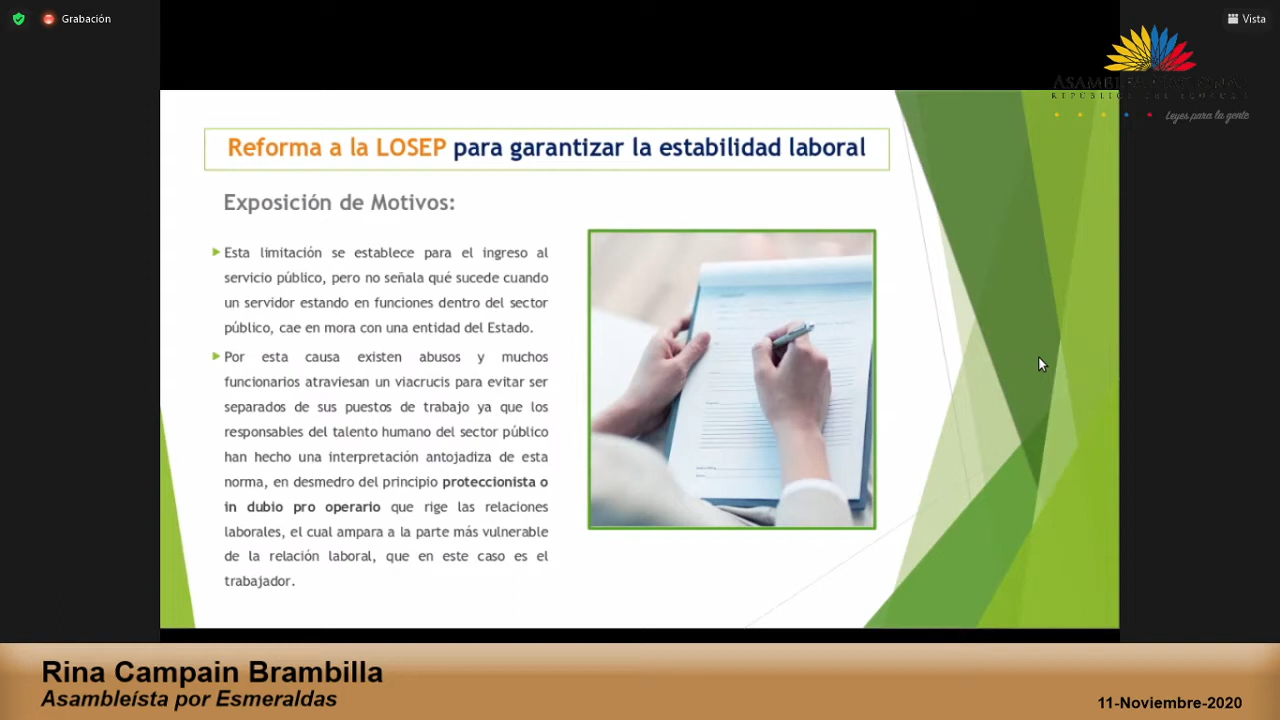 Grabación
Vista
ASAMBLEA NACIONAL
REPÚBLICA DEL ECUADOR
Leyes para la gente
Reforma a la LOSEP para garantizar la estabilidad laboral
Exposición de Motivos:
Esta limitación se establece para el ingreso al
servicio público, pero no señala qué sucede cuando
un servidor estando en funciones dentro del sector
público, cae en mora con una entidad del Estado.
Por esta causa existen abusos y muchos
funcionarios atraviesan un viacrucis para evitar ser
separados de sus puestos de trabajo ya que los
responsables del talento humano del sector público
han hecho una interpretación antojadiza de esta
norma, en desmedro del principio proteccionista o
in dubio pro operario que rige las relaciones
laborales, el cual ampara a la parte más vulnerable
de la relación laboral, que en este caso es el
trabajador.
Rina Campain Brambilla
Asambleísta por Esmeraldas
11-Noviembre-2020